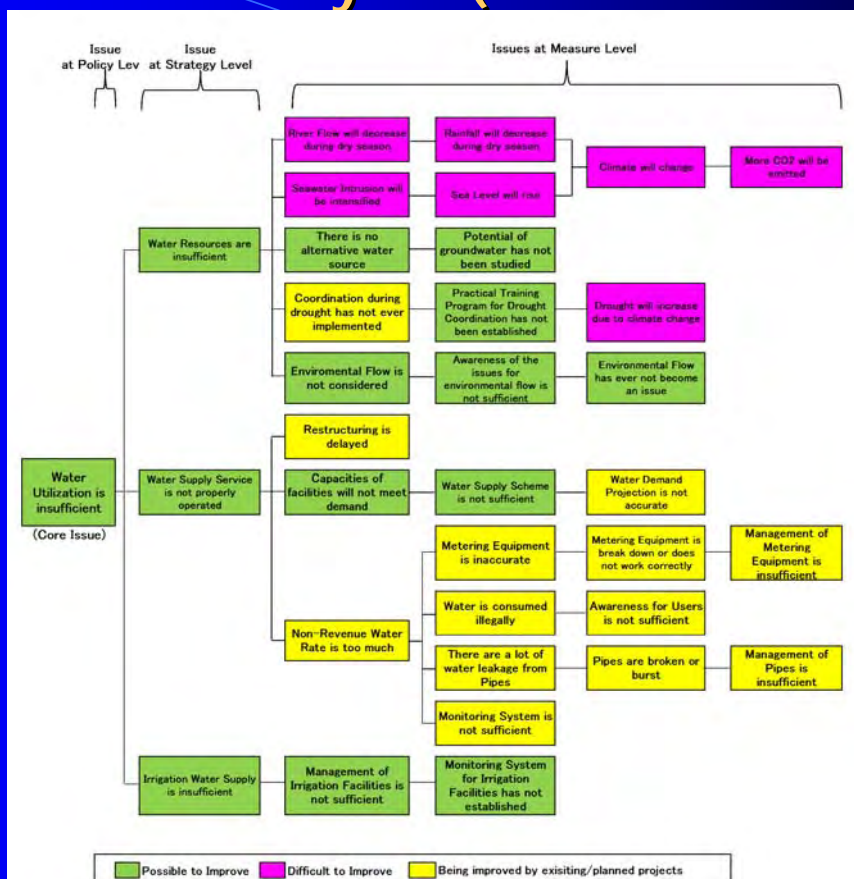 Issue
at Policy Lev
Issue
at Strategy Level
Issues at Measure Level
River Flow will decrease
during dry season
Rainfall will decrease
during dry season
Climate will change
More CO2 will be
emitted
Seawater Intrusion will
be intensified
Sea Level will rise
Water Resources are
insufficient
There is no
alternative water
source
Potential of
groundwater has not
been studied
Coordination during
drought has not ever
implemented
Practical Training
Program for Drought
Coordination has not
been established
Drought will increase
due to climate change
Enviromental Flow is
not considered
Awareness of the
issues for
environmental flow is
not sufficient
Environmental Flow
has ever not become
an issue
Restructuring is
delayed
Water
Utilization is
insufficient
(Core Issue)
Water Supply Service
is not properly
operated
Capacities of
facilities will not meet
demand
Water Supply Scheme
is not sufficient
Water Demand
Projection is not
accurate
Metering Equipment
is inaccurate
Metering Equipment is
break down or does
not work correctly
Management of
Metering
Equipment is
insufficient
Non-Revenue Water
Rate is too much
Water is consumed
illegally
Awareness for Users
is not sufficient
There are a lot of
water leakage from
Pipes
Pipes are broken or
burst
Management of
Pipes is
insufficient
Monitoring System is
not sufficient
Irrigation Water Supply
is insufficient
Management of
Irrigation Facilities is
not sufficient
Monitoring System
for Irrigation
Facilities has not
established
Possible to Improve
Difficult to Improve
Being improved by exisiting/planned projects